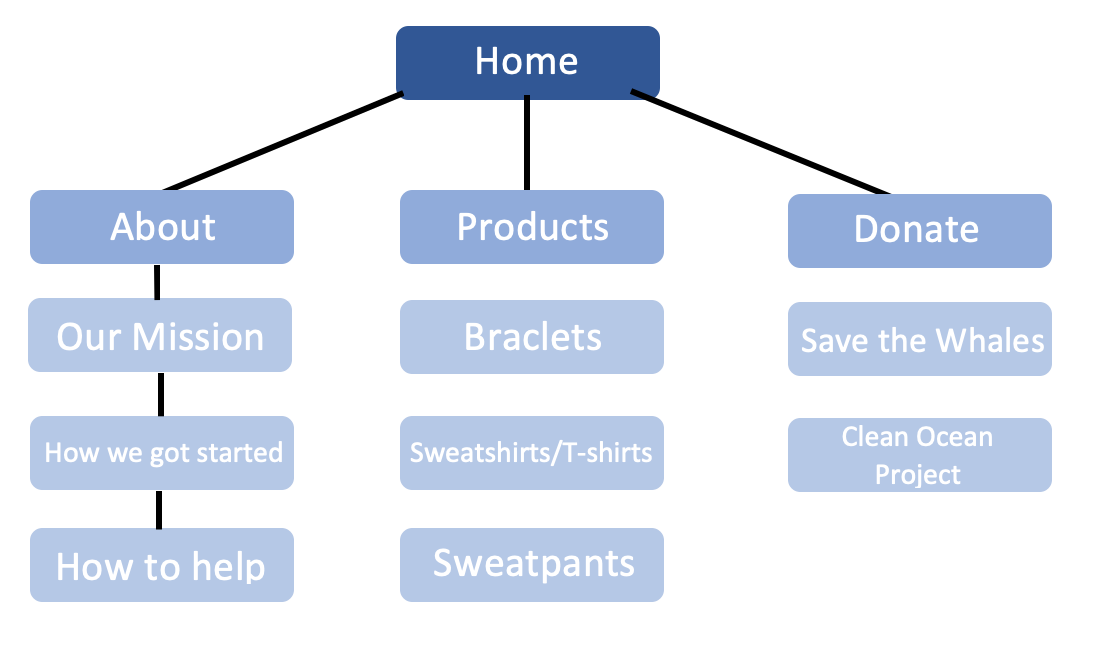 Home
About
Products
Donate
Our Mission
Braclets
Save the Whales
How we got started
Sweatshirts/T-shirts
Clean Ocean
Project
How to help
Sweatpants